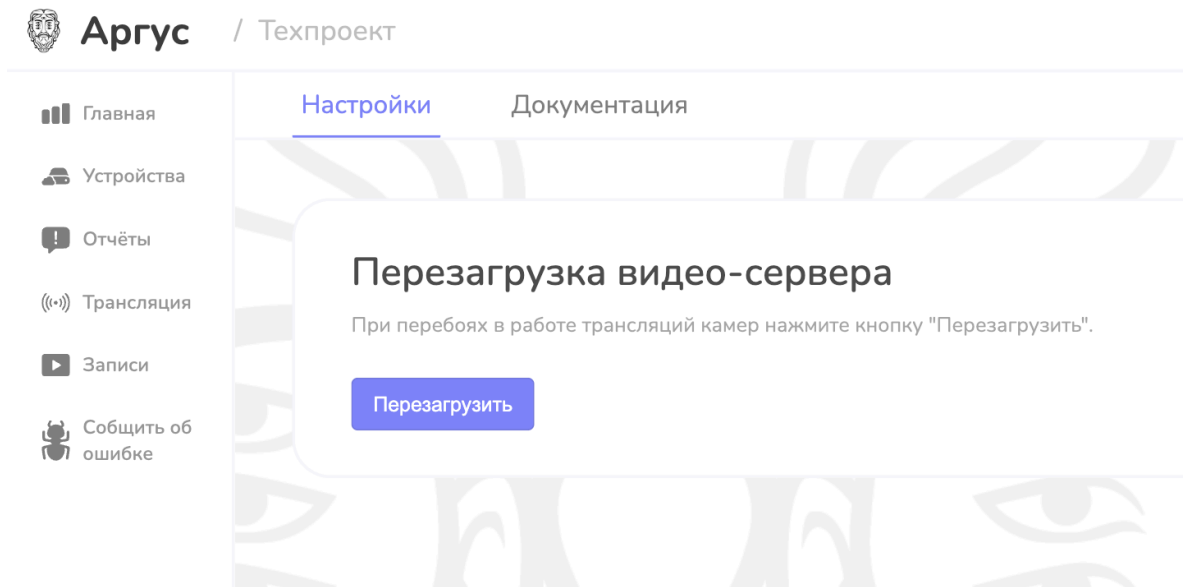 Аргус / Техпроект
Настройки Документация
Главная
Устройства
Отчёты
Трансляция
Записи
Собщить об
ошибке
Перезагрузка видео-сервера
При перебоях в работе трансляций камер нажмите кнопку "Перезагрузить".
Перезагрузить